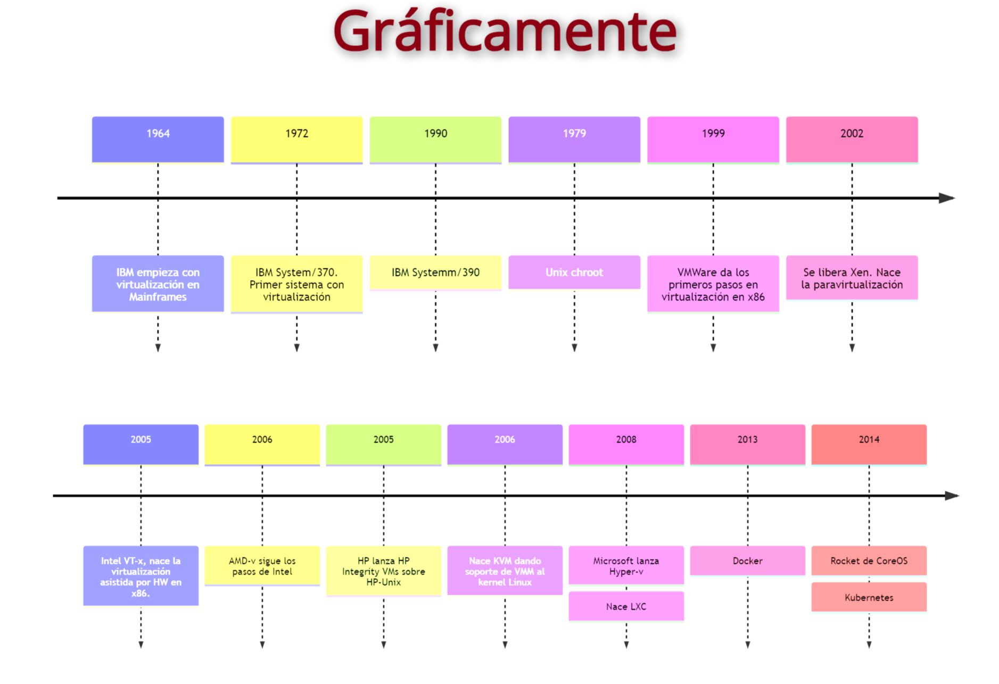 Gráficamente
1964
1972
1990
1979
1999
2002
IBM empieza con
virtualización en
Mainframes
IBM System/370.
Primer sistema con
virtualización
IBM Systemm/390
Unix chroot
VMWare da los
primeros pasos en
virtualización en x86
Se libera Xen. Nace
la paravirtualización
2005
2006
2005
2006
2008
2013
2014
Intel VT-x, nace la
virtualización
asistida por HW en
x86.
AMD-v sigue los
pasos de Intel
HP lanza HP
Integrity VMs sobre
HP-Unix
Nace KVM dando
soporte de VMM al
kernel Linux
Microsoft lanza
Hyper-v
Nace LXC
Docker
Rocket de CoreOS
Kubernetes